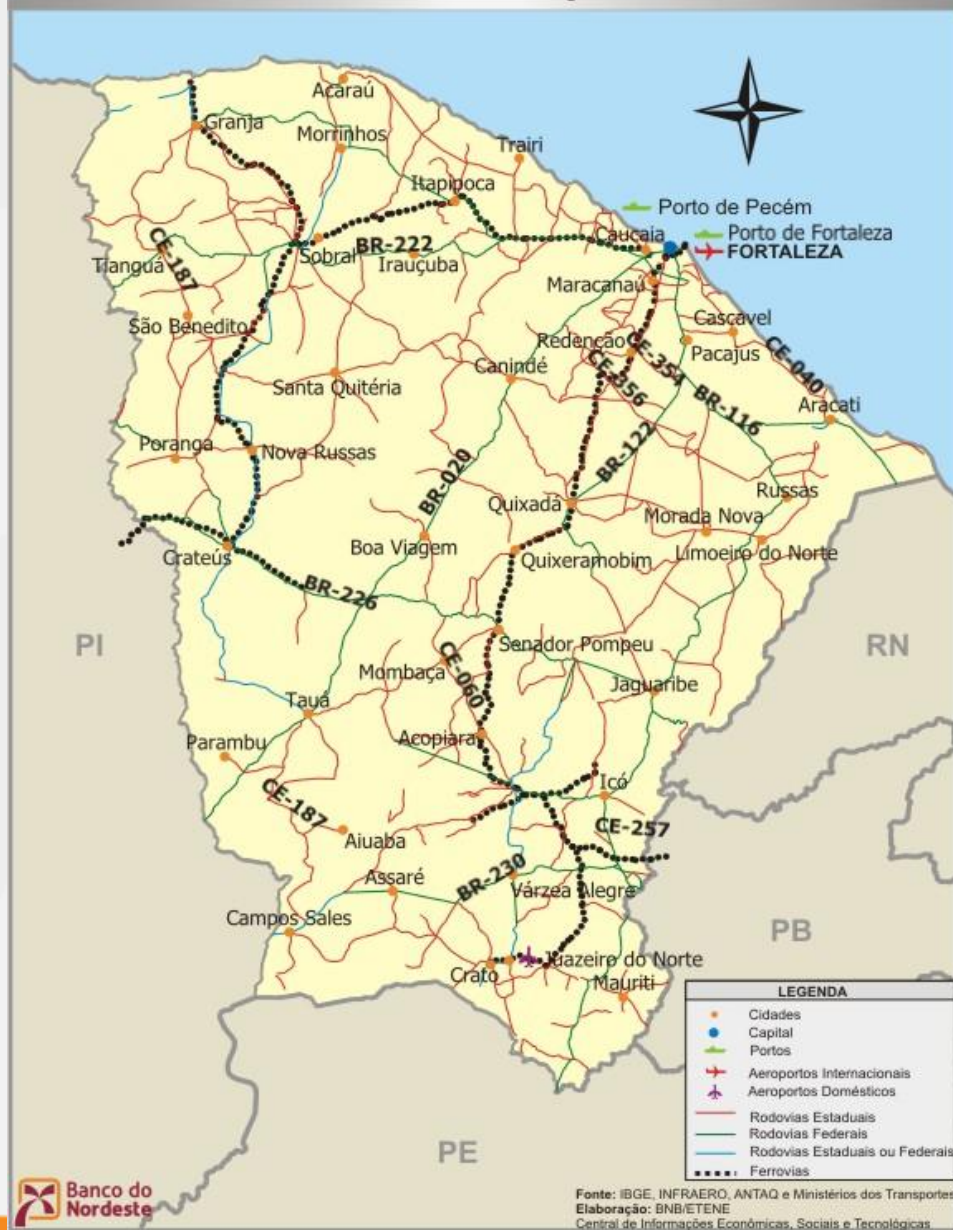 Acaraú
Granja
Morrinhos
Trairi
Itapipoca
Porto de Pecém
Porto de Fortaleza
Caucaia
FORTALEZA
CE-187
BR-222
Sobral
Irauçuba
Tianguá
Maracanaú
São Benedito
Cascavel
Redenção
CE-354
Pacajus
CE-040
Canindé
CE-356
Santa Quitéria
BR-116
Aracati
Poranga
Nova Russas
BR-020
BR-122
Russas
Quixadá
Morada Nova
Boa Viagem
Limoeiro do Norte
Crateús
Quixeramobim
BR-226
PI
Senador Pompeu
RN
Mombaça
CE-060
Jaguaribe
Tauá
Acopiara
Parambu
Icó
CE-187
CE-257
Aiuaba
Assaré
BR-230
Várzea Alegre
Campos Sales
PB
Juazeiro do Norte
Crato
Mauriti
PE
LEGENDA
Cidades
Capital
Portos
Aeroportos Internacionais
Aeroportos Domésticos
Rodovias Estaduais
Rodovias Federais
Rodovias Estaduais ou Federais
Ferrovias
Banco do
Nordeste
Fonte: IBGE, INFRAERO, ANTAQ e Ministérios dos Transportes
Elaboração: BNB/ETENE
Central de Informações Econômicas, Sociais e Tecnológicas